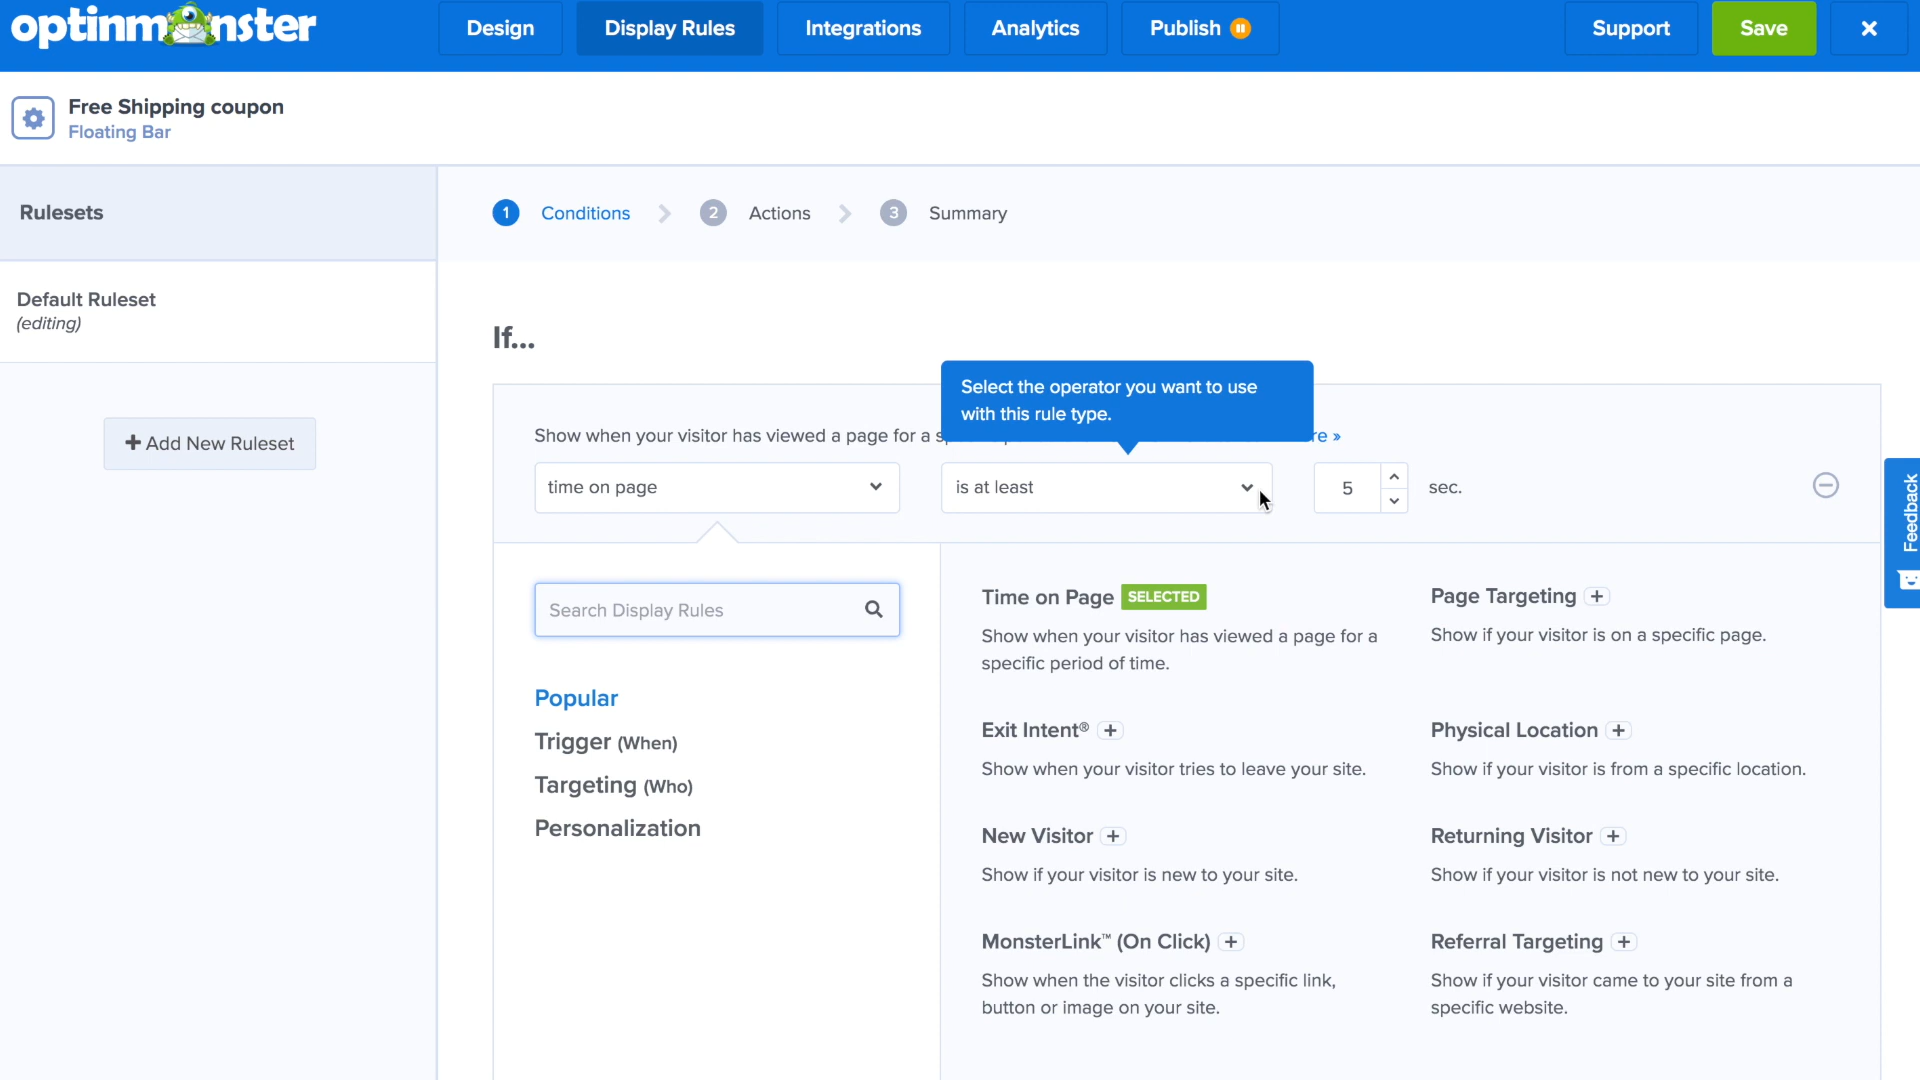 optinmonster
Design
Display Rules
Integrations
Analytics
Publish
Support
Save
Free Shipping coupon
Floating Bar
Rulesets
1 Conditions
2 Actions
3 Summary
Default Ruleset
(editing)
Add New Ruleset
If...
Select the operator you want to use
with this rule type.
Show when your visitor has viewed a page for a
time on page
is at least
5
sec.
Feedback
Search Display Rules
Popular
Trigger (When)
Targeting (Who)
Personalization
Time on Page SELECTED
Show when your visitor has viewed a page for a
specific period of time.
Page Targeting
Show if your visitor is on a specific page.
Exit Intent®
Show when your visitor tries to leave your site.
Physical Location
Show if your visitor is from a specific location.
New Visitor
Show if your visitor is new to your site.
Returning Visitor
Show if your visitor is not new to your site.
MonsterLink™ (On Click)
Show when the visitor clicks a specific link,
button or image on your site.
Referral Targeting
Show if your visitor came to your site from a
specific website.